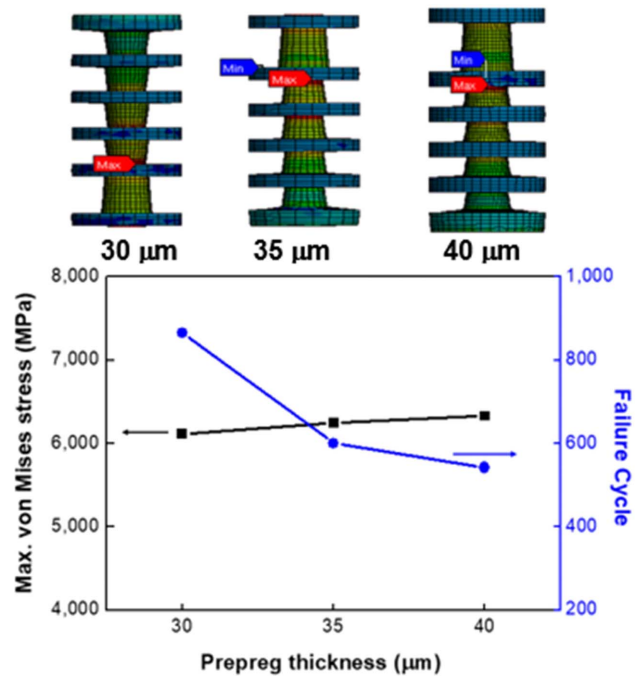 Min
Max
Min
Max
Max
30 μm
35 μm
40 μm
8,000
7,000
6,000
5,000
4,000
Max. von Mises stress (MPa)
1,000
800
600
400
200
Failure Cycle
30
35
40
Prepreg thickness (μm)